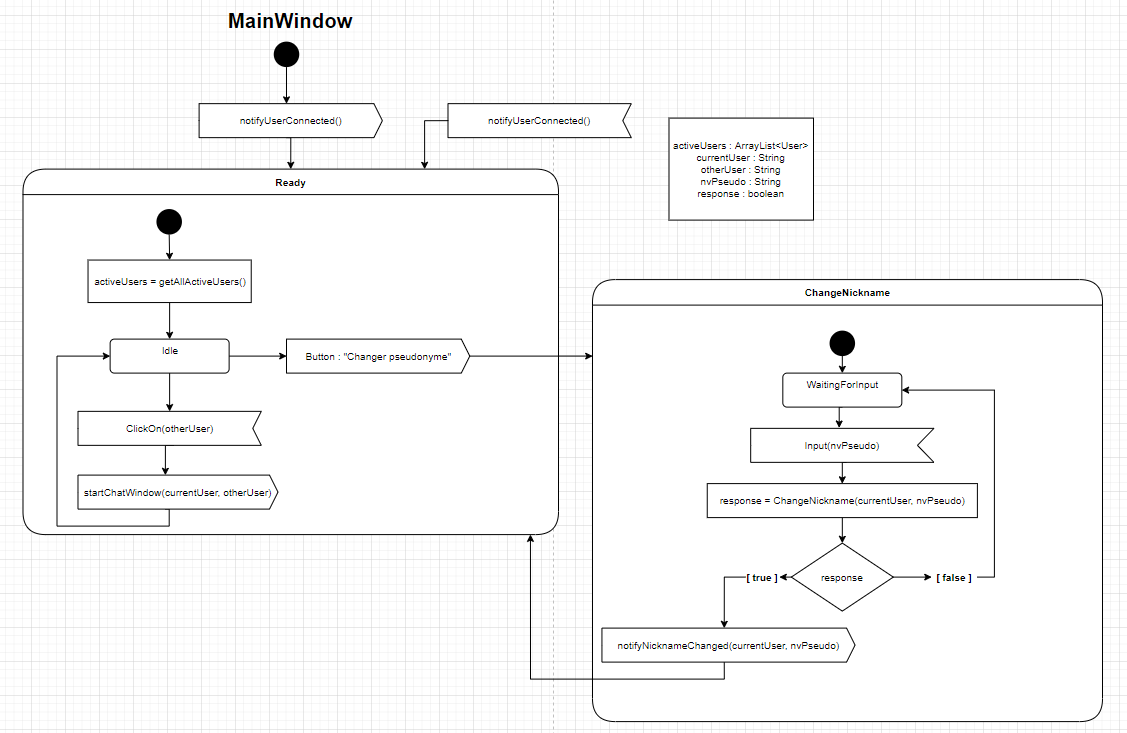 MainWindow
notifyUserConnected()
notifyUserConnected()
activeUsers : ArrayList<User>
currentUser : String
otherUser : String
nvPseudo : String
response : boolean
Ready
activeUsers = getAllActiveUsers()
Idle
Button : "Changer pseudonyme"
ClickOn(otherUser)
startChatWindow(currentUser, otherUser)
ChangeNickname
WaitingForInput
Input(nvPseudo)
response = ChangeNickname(currentUser, nvPseudo)
[ true ]
response
[ false ]
notifyNicknameChanged(currentUser, nvPseudo)